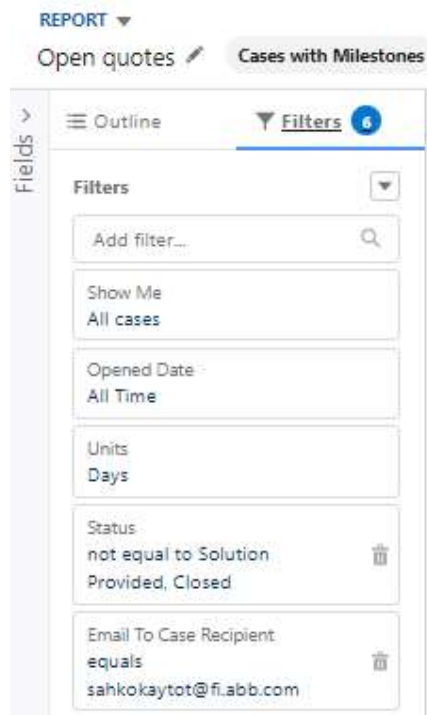 REPORT
Open quotes Cases with Milestones
Fields
Outline Filters 6
Filters
Add filter...
Show Me
All cases
Opened Date
All Time
Units
Days
Status
not equal to Solution
Provided, Closed
Email To Case Recipient
equals
sahkokaytot@fi.abb.com